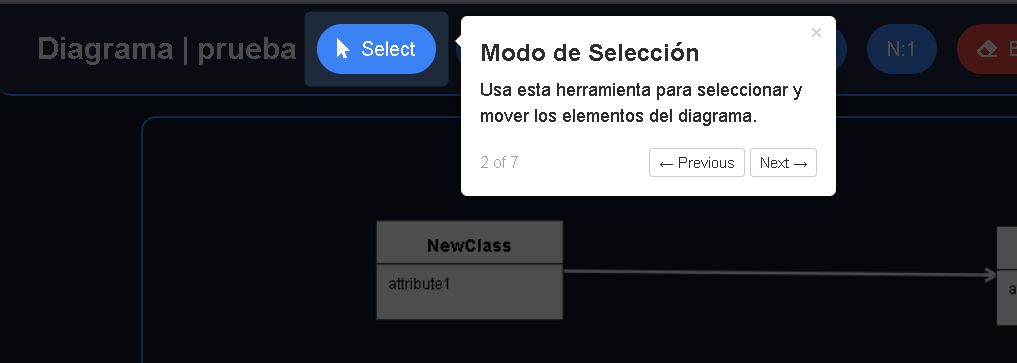 Diagrama | prueba
Select
N:1
×
Modo de Selección
Usa esta herramienta para seleccionar y
mover los elementos del diagrama.
2 of 7
← Previous
Next →
NewClass
attribute1